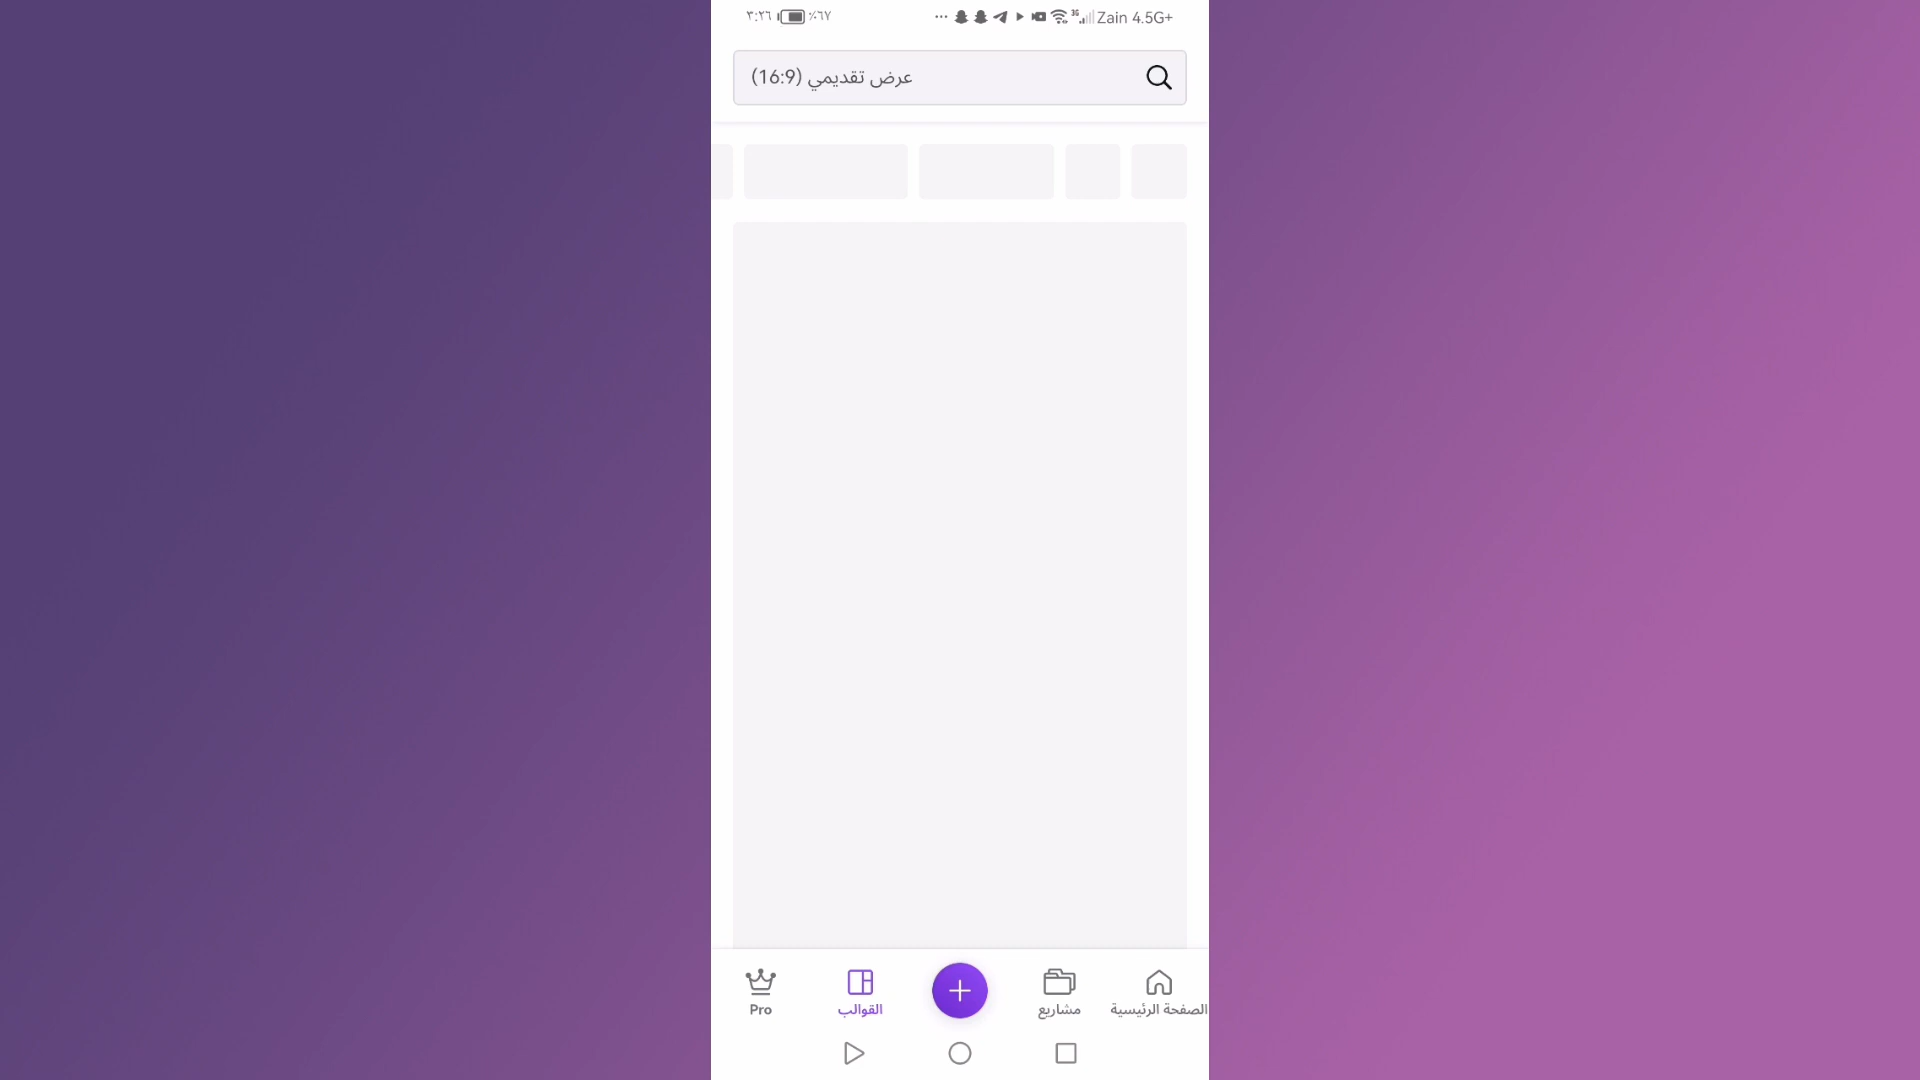 ٣:٢٦ ٪٦٧ Zain 4.5G+
عرض تقديمي (16:9)
الصفحة الرئيسية
مشاريع
القوالب
Pro